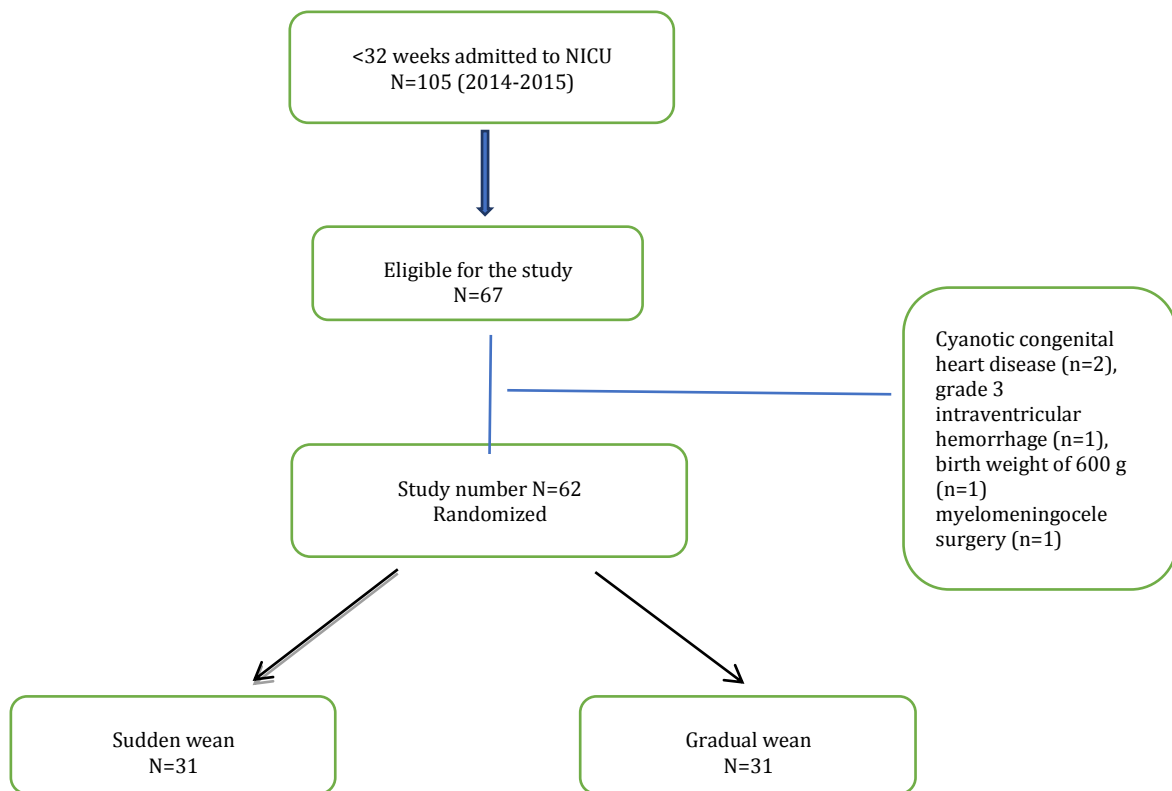 <32 weeks admitted to NICU
N=105 (2014-2015)
Eligible for the study
N=67
Cyanotic congenital
heart disease (n=2),
grade 3
intraventricular
hemorrhage (n=1),
birth weight of 600 g
(n=1)
myelomeningocele
surgery (n=1)
Study number N=62
Randomized
Sudden wean
N=31
Gradual wean
N=31